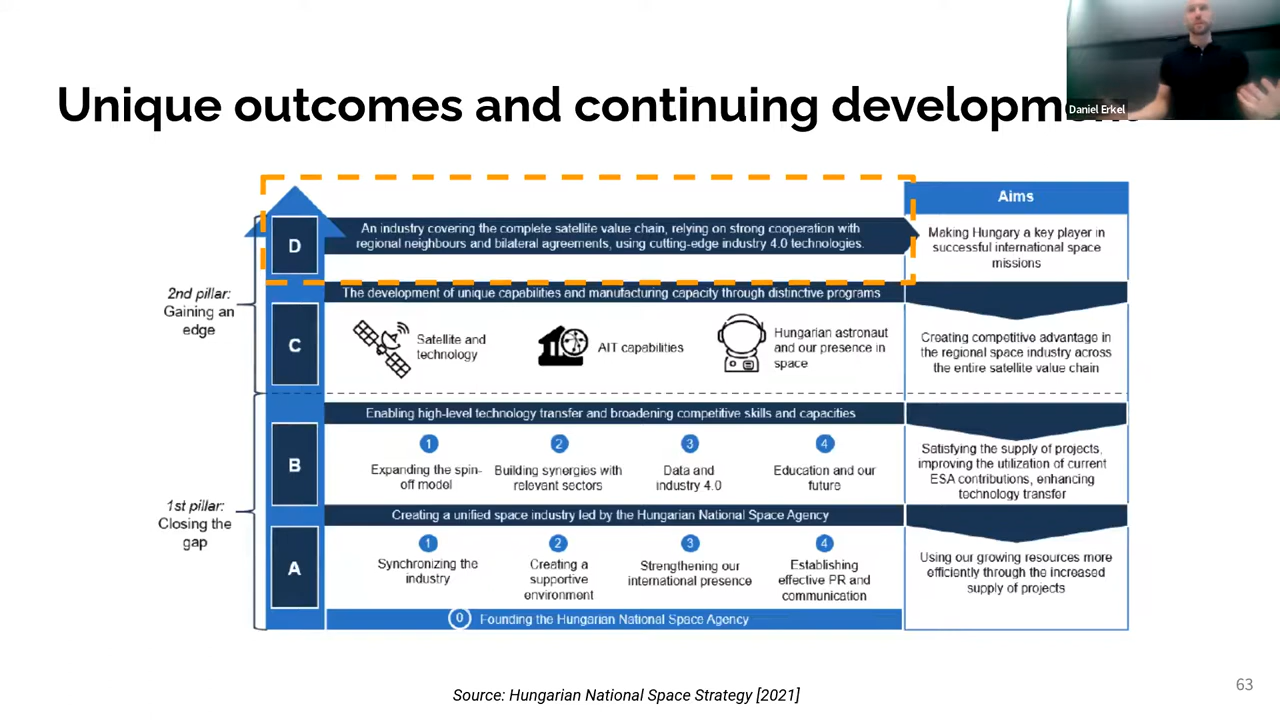 Unique outcomes and continuing development
Daniel Erkel
Aims
D
An industry covering the complete satellite value chain, relying on strong cooperation with
regional neighbours and bilateral agreements, using cutting-edge industry 4.0 technologies.
Making Hungary a key player in
successful international space
missions
2nd pillar:
Gaining an
edge
The development of unique capabilities and manufacturing capacity through distinctive programs
C
Satellite and
technology
AIT capabilities
Hungarian astronaut
and our presence in
space
Creating competitive advantage in
the regional space industry across
the entire satellite value chain
Enabling high-level technology transfer and broadening competitive skills and capacities
B
1
Expanding the spin-
off model
2
Building synergies with
relevant sectors
3
Data and
industry 4.0
4
Education and our
future
Satisfying the supply of projects,
improving the utilization of current
ESA contributions, enhancing
technology transfer
1st pillar:
Closing the
gap
Creating a unified space industry led by the Hungarian National Space Agency
A
1
Synchronizing the
industry
2
Creating a
supportive
environment
3
Strengthening our
international presence
4
Establishing
effective PR and
communication
Using our growing resources more
efficiently through the increased
supply of projects
0 Founding the Hungarian National Space Agency
Source: Hungarian National Space Strategy [2021]
63